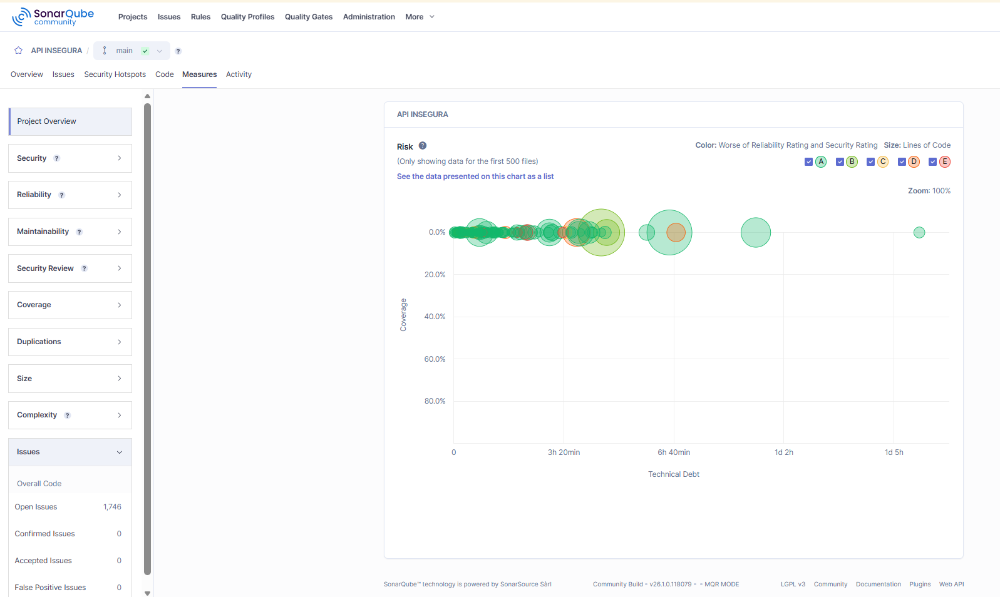 SonarQube
community
Projects Issues Rules Quality Profiles Quality Gates Administration More
API INSEGURA / main ?
Overview Issues Security Hotspots Code Measures Activity
Project Overview
Security ?
Reliability ?
Maintainability ?
Security Review ?
Coverage
Duplications
Size
Complexity ?
Issues
Overall Code
Open Issues 1,746
Confirmed Issues 0
Accepted Issues 0
False Positive Issues 0
API INSEGURA
Risk ?
Color: Worse of Reliability Rating and Security Rating Size: Lines of Code
(Only showing data for the first 500 files)
A B C D E
See the data presented on this chart as a list
Zoom: 100%
0.0%
20.0%
40.0%
60.0%
80.0%
Coverage
0 3h 20min 6h 40min 1d 2h 1d 5h
Technical Debt
SonarQube™ technology is powered by SonarSource Sàrl
Community Build • v26.1.0.118079 • • MQR MODE
LGPL v3 Community Documentation Plugins Web API